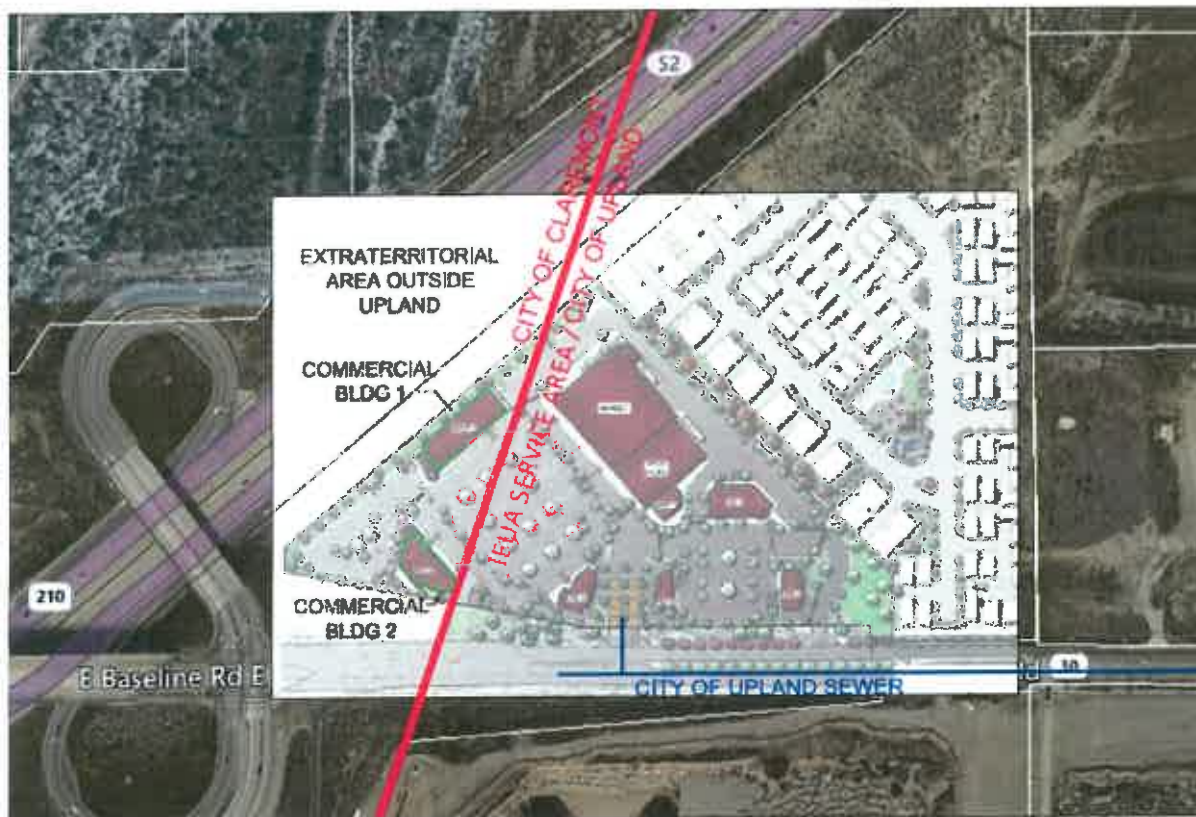 52
CITY OF CLAREMONT
IEUA SERVICE AREA / CITY OF UPLAND
EXTRATERRITORIAL
AREA OUTSIDE
UPLAND
COMMERCIAL
BLDG 1
COMMERCIAL
BLDG 2
210
E Baseline Rd E
30
CITY OF UPLAND SEWER